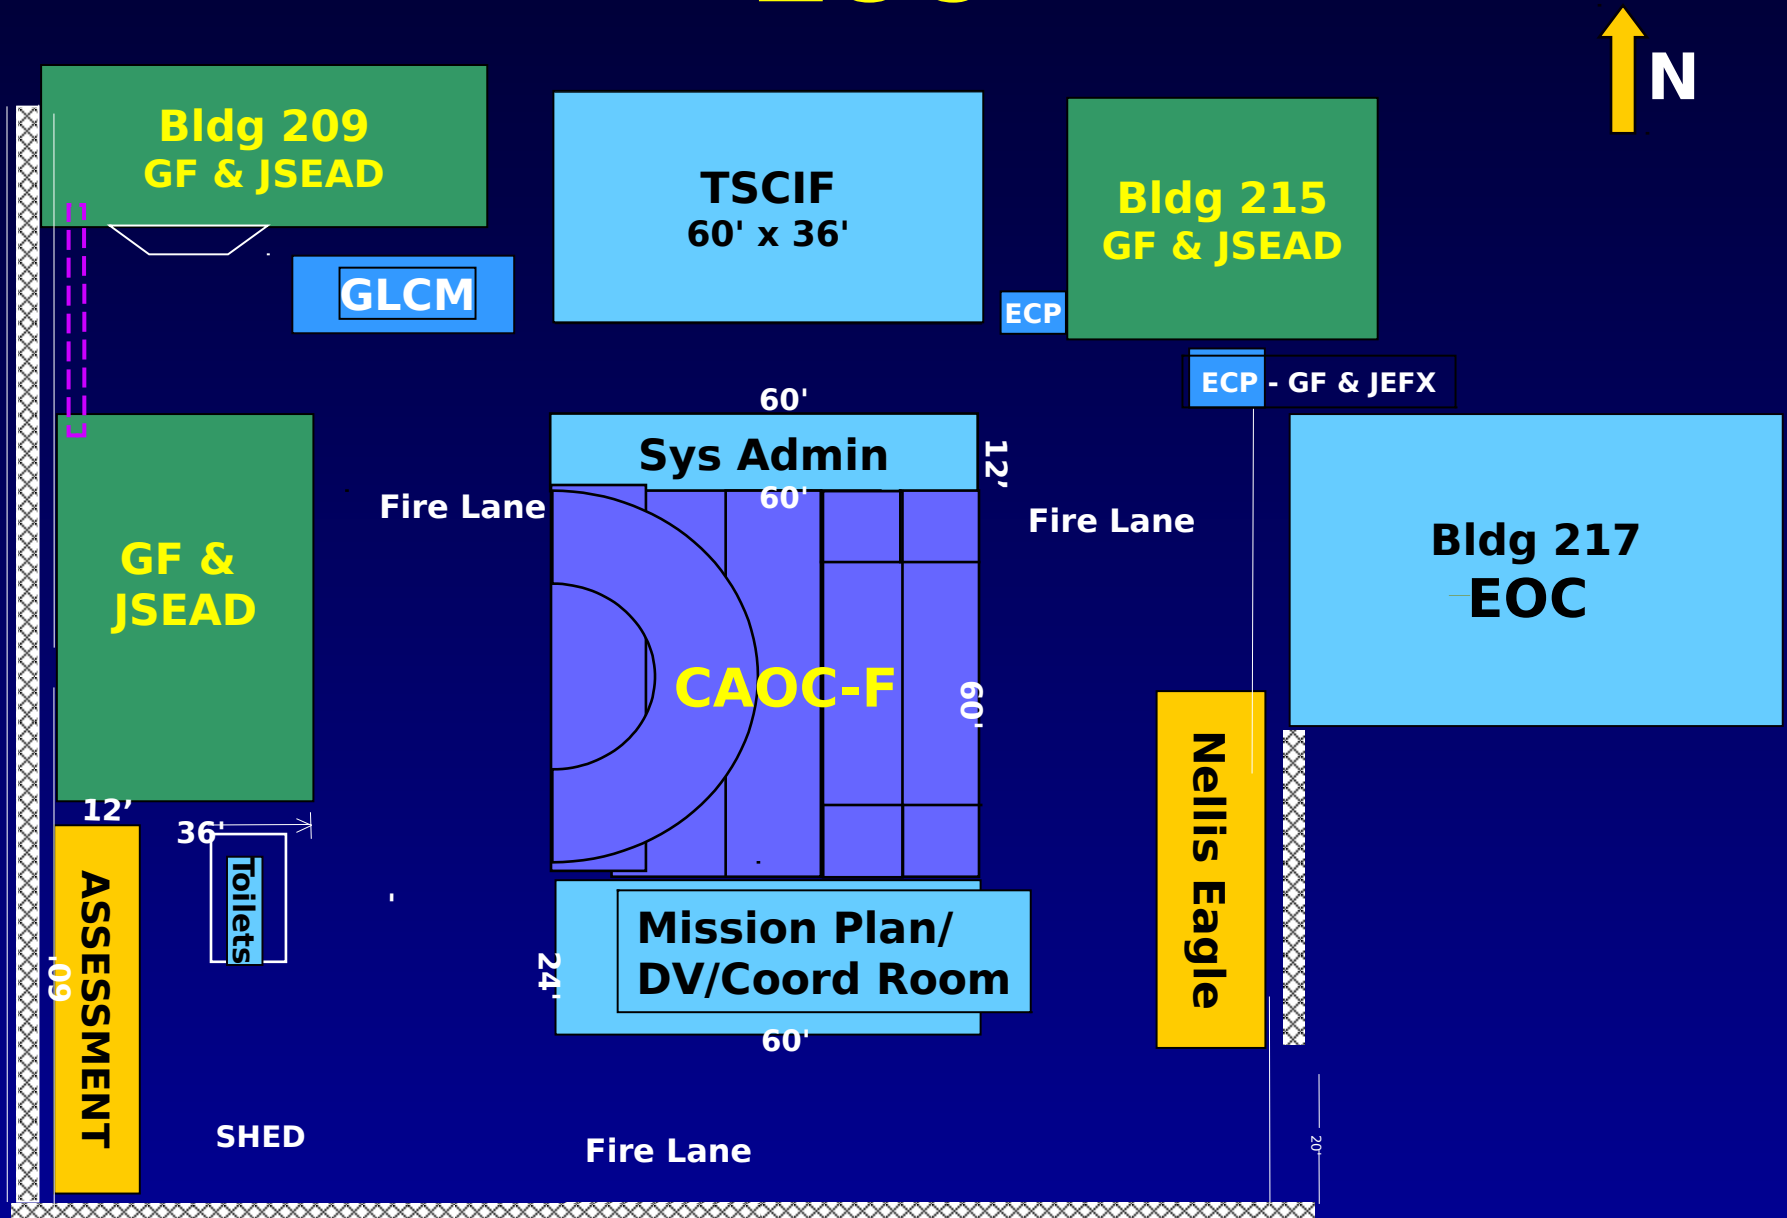 N
Bldg 209
GF & JSEAD
TSCIF
60' x 36'
Bldg 215
GF & JSEAD
GLCM
ECP
ECP - GF & JEFX
60'
Sys Admin
12’
60'
Fire Lane
Fire Lane
GF &
JSEAD
Bldg 217
EOC
CAOC-F
60'
Nellis Eagle
12’
36'
Toilets
ASSESSMENT
60'
Mission Plan/
DV/Coord Room
24'
60'
SHED
Fire Lane
20'